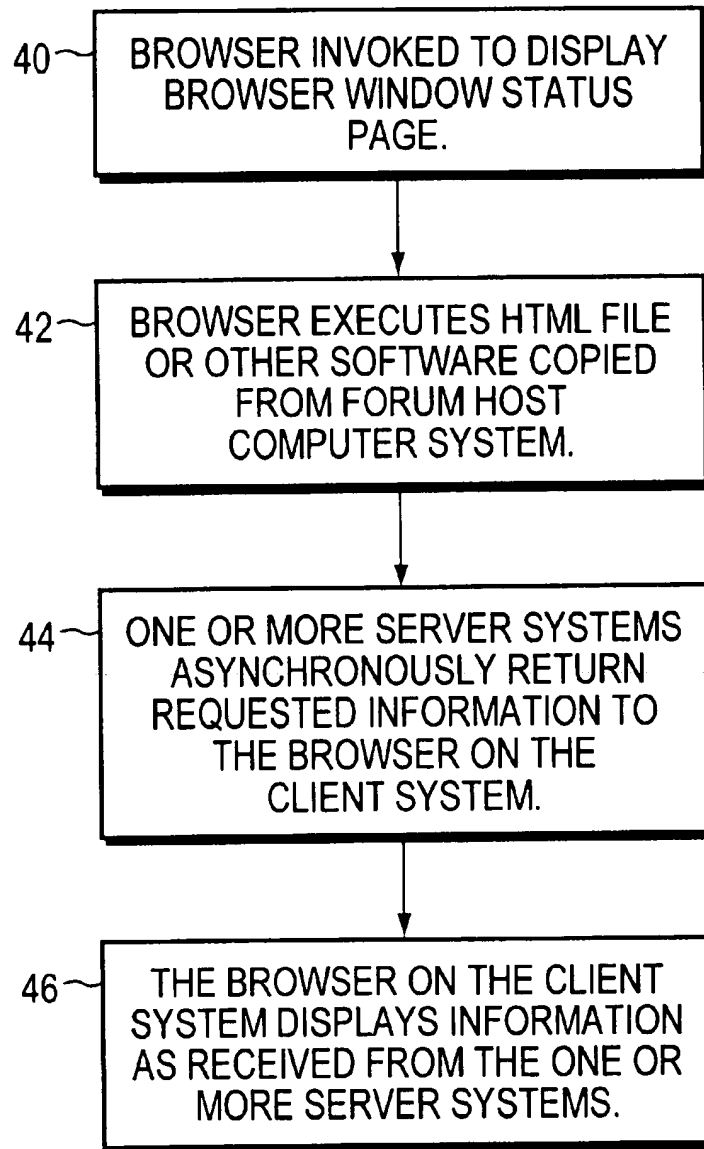 40
BROWSER INVOKED TO DISPLAY
BROWSER WINDOW STATUS
PAGE.
42
BROWSER EXECUTES HTML FILE
OR OTHER SOFTWARE COPIED
FROM FORUM HOST
COMPUTER SYSTEM.
44
ONE OR MORE SERVER SYSTEMS
ASYNCHRONOUSLY RETURN
REQUESTED INFORMATION TO
THE BROWSER ON THE
CLIENT SYSTEM.
46
THE BROWSER ON THE CLIENT
SYSTEM DISPLAYS INFORMATION
AS RECEIVED FROM THE ONE OR
MORE SERVER SYSTEMS.